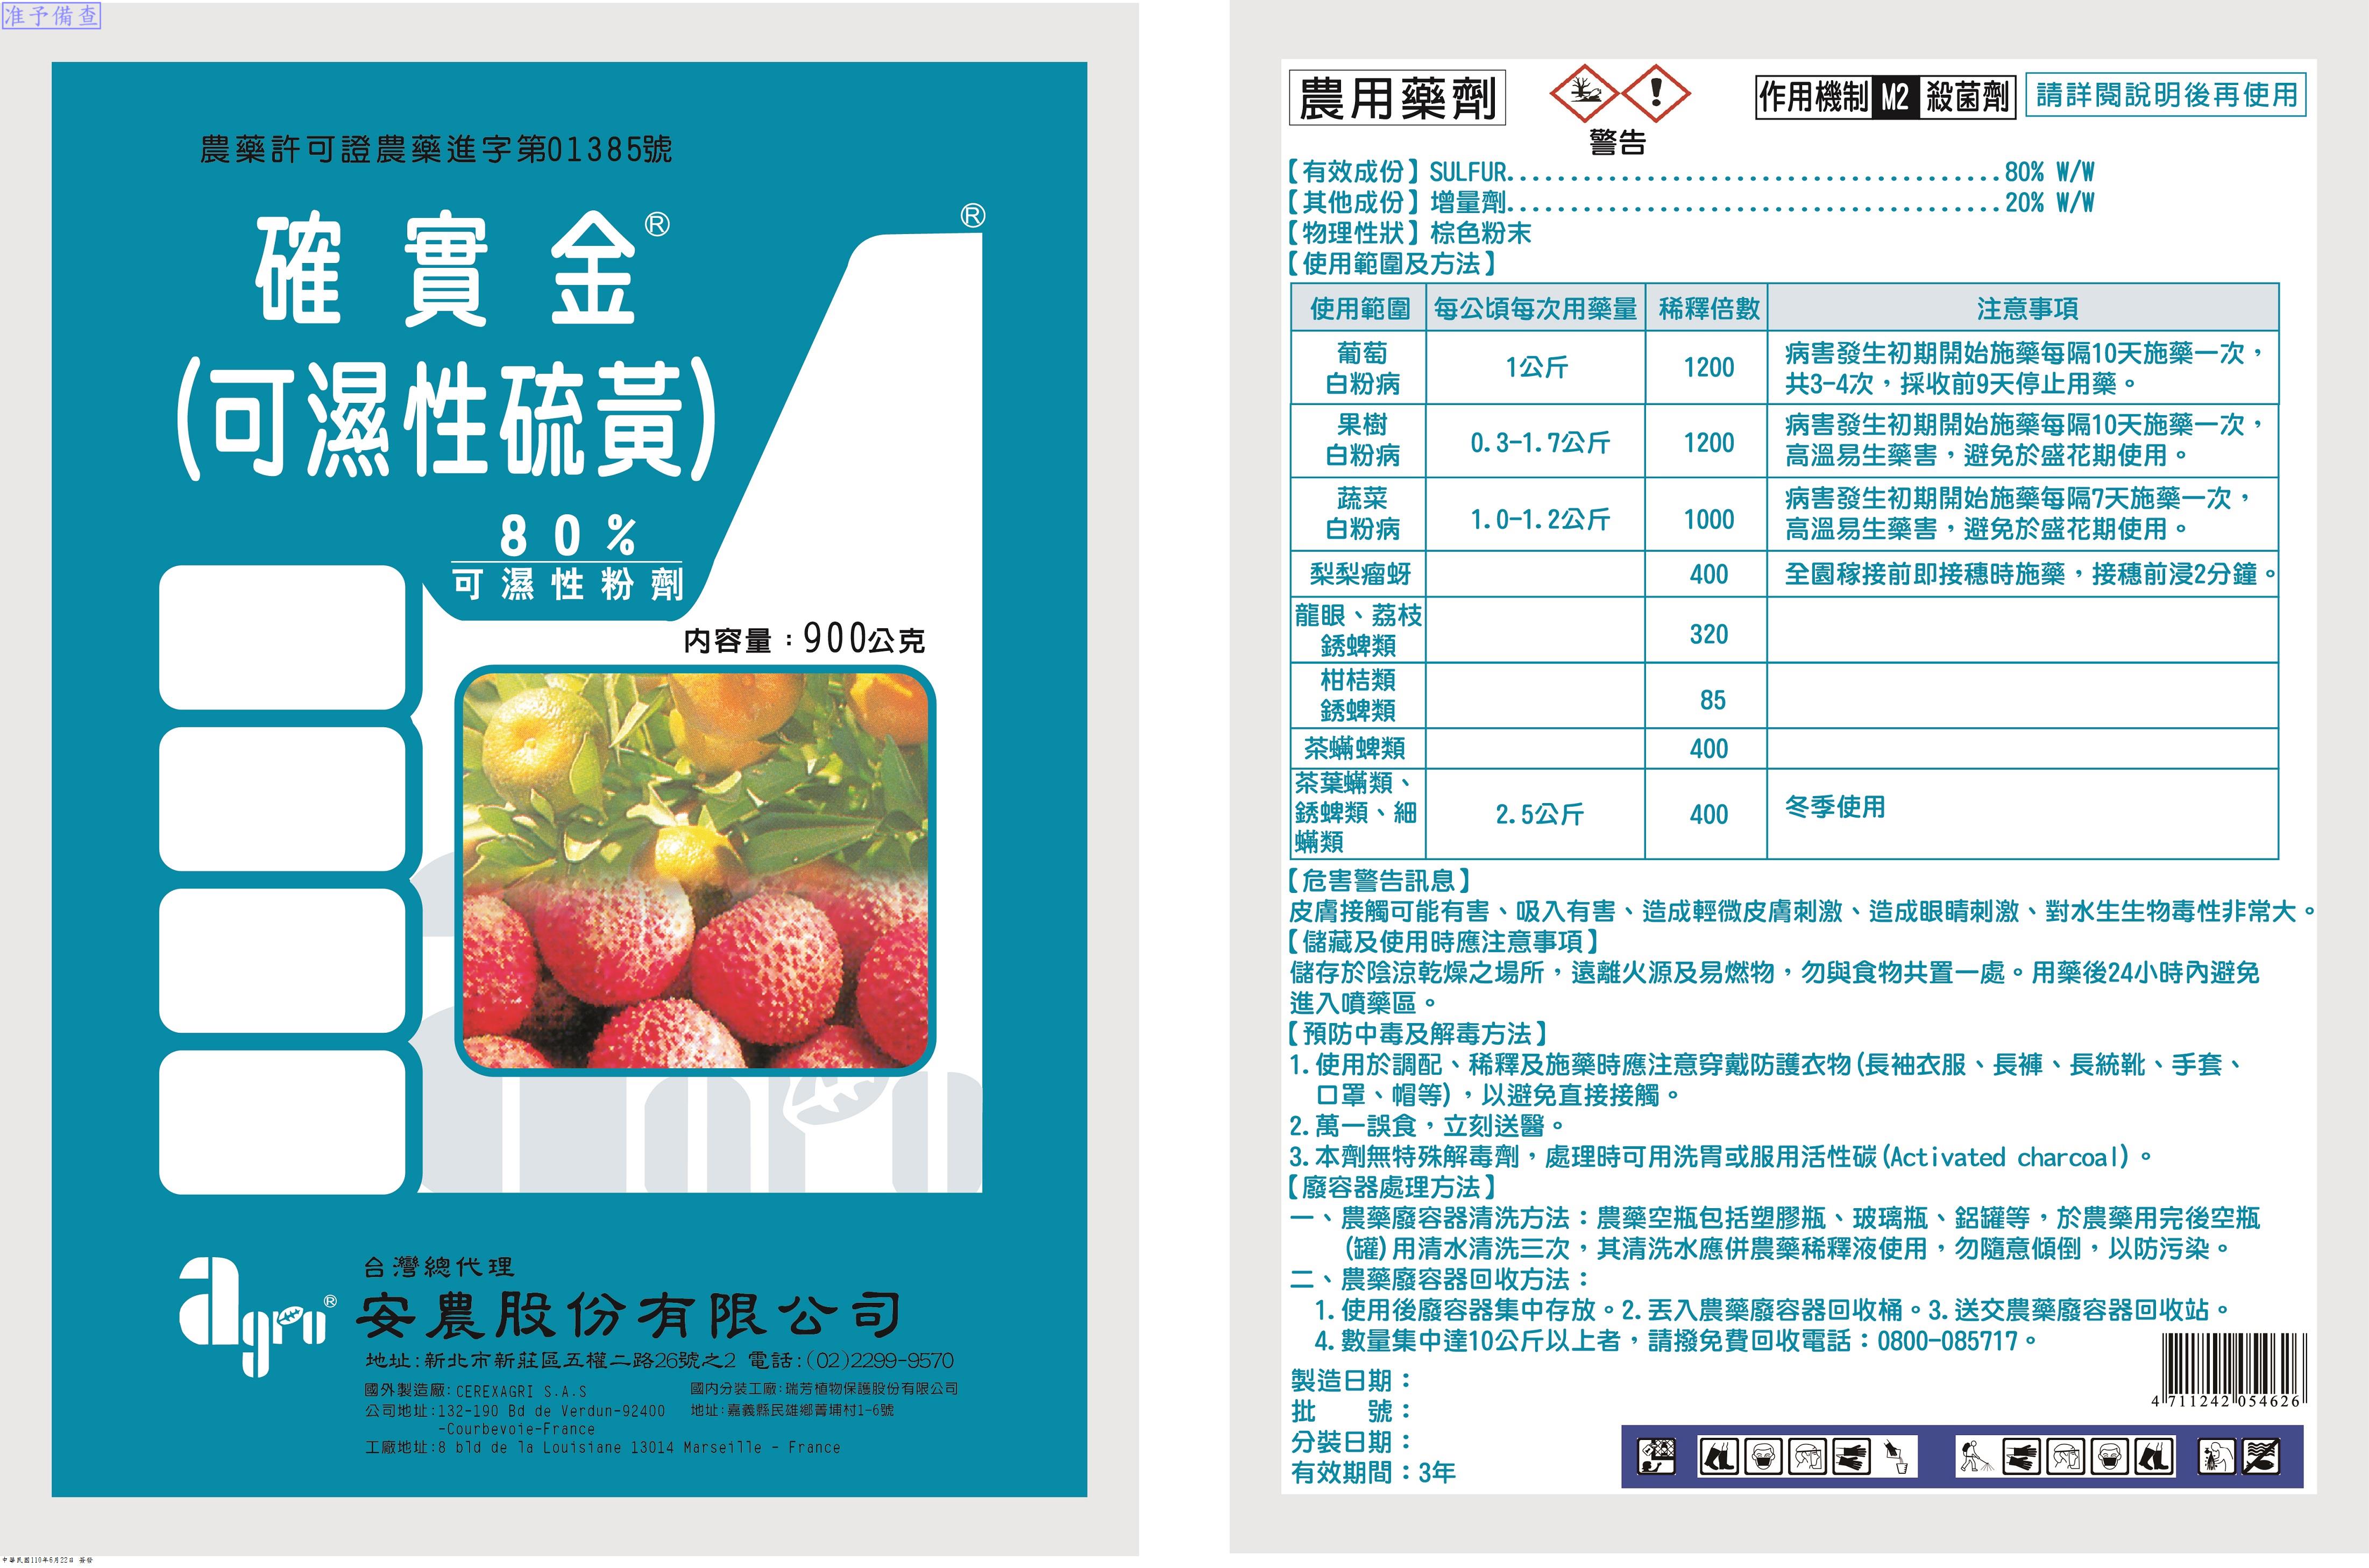 准予備查
農藥許可證農藥進字第01385號
確實金®
®
(可濕性硫黃)
80%
可濕性粉劑
內容量：900公克
台灣總代理
agro®
安農股份有限公司
地址:新北市新莊區五權二路26號之2 電話:(02)2299-9570
國外製造廠:CEREXAGRI S.A.S
公司地址:132-190 Bd de Verdun-92400
-Courbevoie-France
工廠地址:8 bld de la Louisiane 13014 Marseille - France
國內分裝工廠:瑞芳植物保護股份有限公司
地址:嘉義縣民雄鄉菁埔村1-6號
中華民國110年6月22日 簽發
農用藥劑
警告
作用機制 M2 殺菌劑
請詳閱說明後再使用
【有效成份】SULFUR.......................................80% W/W
【其他成份】增量劑.......................................20% W/W
【物理性狀】棕色粉末
【使用範圍及方法】
使用範圍 每公頃每次用藥量 稀釋倍數 注意事項
葡萄
白粉病 1公斤 1200 病害發生初期開始施藥每隔10天施藥一次，
共3-4次，採收前9天停止用藥。
果樹
白粉病 0.3-1.7公斤 1200 病害發生初期開始施藥每隔10天施藥一次，
高溫易生藥害，避免於盛花期使用。
蔬菜
白粉病 1.0-1.2公斤 1000 病害發生初期開始施藥每隔7天施藥一次，
高溫易生藥害，避免於盛花期使用。
梨梨瘤蚜 400 全園稼接前即接穗時施藥，接穗前浸2分鐘。
龍眼、荔枝
銹蜱類 320
柑桔類
銹蜱類 85
茶蟎蜱類 400
茶葉蟎類、
銹蜱類、細
蟎類 2.5公斤 400 冬季使用
【危害警告訊息】
皮膚接觸可能有害、吸入有害、造成輕微皮膚刺激、造成眼睛刺激、對水生生物毒性非常大。
【儲藏及使用時應注意事項】
儲存於陰涼乾燥之場所，遠離火源及易燃物，勿與食物共置一處。用藥後24小時內避免
進入噴藥區。
【預防中毒及解毒方法】
1.使用於調配、稀釋及施藥時應注意穿戴防護衣物(長袖衣服、長褲、長統靴、手套、
口罩、帽等)，以避免直接接觸。
2.萬一誤食，立刻送醫。
3.本劑無特殊解毒劑，處理時可用洗胃或服用活性碳(Activated charcoal)。
【廢容器處理方法】
一、農藥廢容器清洗方法：農藥空瓶包括塑膠瓶、玻璃瓶、鋁罐等，於農藥用完後空瓶
(罐)用清水清洗三次，其清洗水應併農藥稀釋液使用，勿隨意傾倒，以防污染。
二、農藥廢容器回收方法：
1.使用後廢容器集中存放。2.丟入農藥廢容器回收桶。3.送交農藥廢容器回收站。
4.數量集中達10公斤以上者，請撥免費回收電話：0800-085717。
製造日期：
批　　號：
分裝日期：
有效期間：3年
4 711242 054626